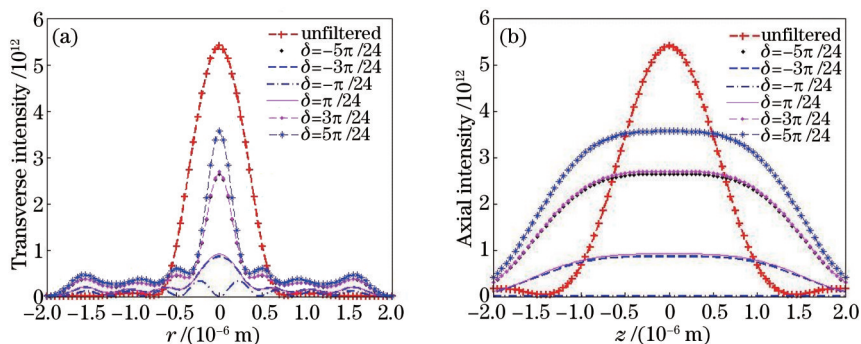 (a)
unfiltered
δ=−5π/24
δ=−3π/24
δ=−π/24
δ=π/24
δ=3π/24
δ=5π/24
Transverse intensity /10¹²
6
5
4
3
2
1
0
−2.0 −1.5 −1.0 −0.5 0 0.5 1.0 1.5 2.0
r /(10⁻⁶ m)
(b)
unfiltered
δ=−5π/24
δ=−3π/24
δ=−π/24
δ=π/24
δ=3π/24
δ=5π/24
Axial intensity /10¹²
6
5
4
3
2
1
0
−2.0 −1.5 −1.0 −0.5 0 0.5 1.0 1.5 2.0
z /(10⁻⁶ m)